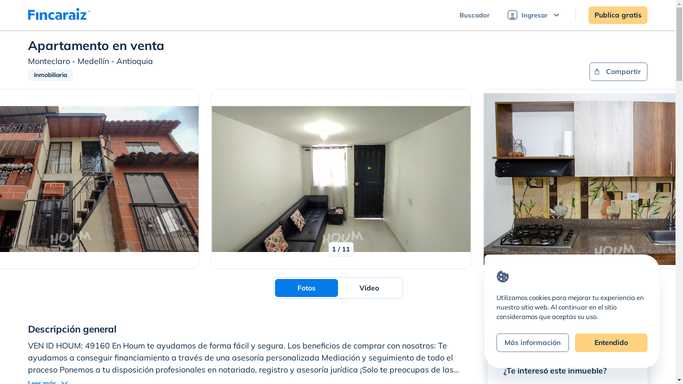 Fincaraiz
Buscador
Ingresar
Publica gratis
Apartamento en venta
Monteclaro - Medellín - Antioquia
Inmobiliaria
Compartir
HOUM
HOUM
HOUM
1 / 11
Fotos
Video
Descripción general
VEN ID HOUM: 49160 En Houm te ayudamos de forma fácil y segura. Los beneficios de comprar con nosotros: Te
ayudamos a conseguir financiamiento a través de una asesoría personalizada Mediación y seguimiento de todo el
proceso Ponemos a tu disposición profesionales en notariado, registro y asesoría jurídica ¡Solo te preocupas de las...
Leer más
Utilizamos cookies para mejorar tu experiencia en
nuestro sitio web. Al continuar en el sitio
consideramos que aceptas su uso.
Más información
Entendido
¿Te interesó este inmueble?